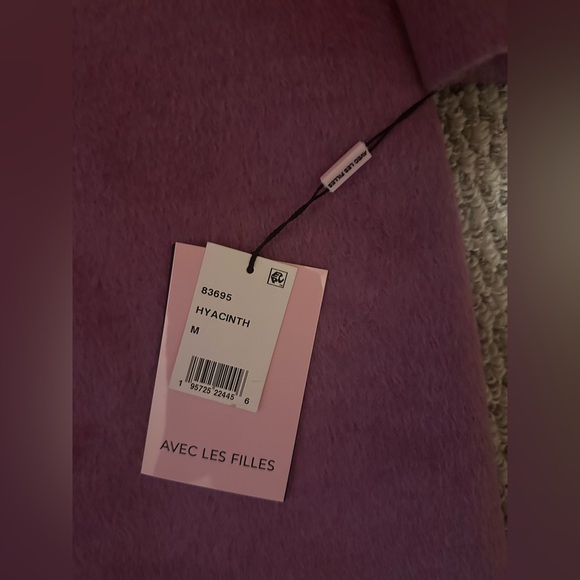 AVEC LES FILLES
83695
HYACINTH
M
1 95725 22445 6
AVEC LES FILLES